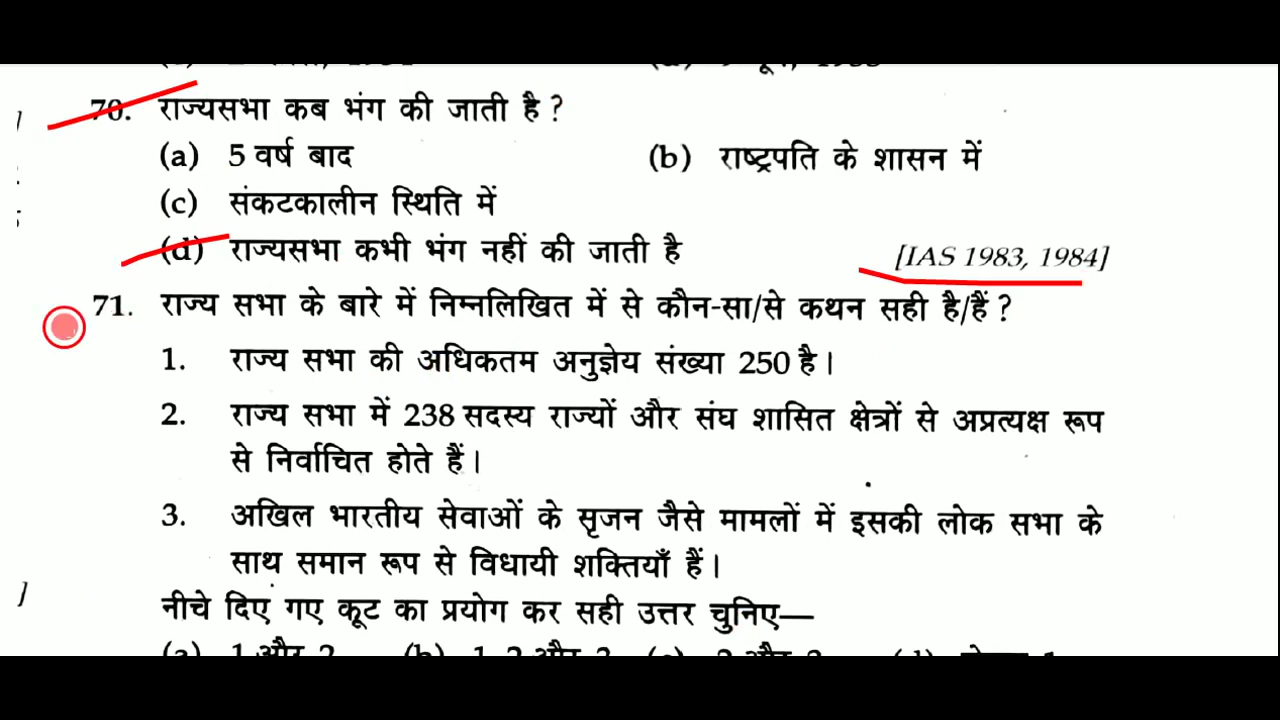 70. राज्यसभा कब भंग की जाती है ?
(a) 5 वर्ष बाद (b) राष्ट्रपति के शासन में
(c) संकटकालीन स्थिति में
(d) राज्यसभा कभी भंग नहीं की जाती है
[IAS 1983, 1984]
71. राज्य सभा के बारे में निम्नलिखित में से कौन-सा/से कथन सही है/हैं ?
1. राज्य सभा की अधिकतम अनुज्ञेय संख्या 250 है।
2. राज्य सभा में 238 सदस्य राज्यों और संघ शासित क्षेत्रों से अप्रत्यक्ष रूप
से निर्वाचित होते हैं।
3. अखिल भारतीय सेवाओं के सृजन जैसे मामलों में इसकी लोक सभा के
साथ समान रूप से विधायी शक्तियाँ हैं।
नीचे दिए गए कूट का प्रयोग कर सही उत्तर चुनिए—